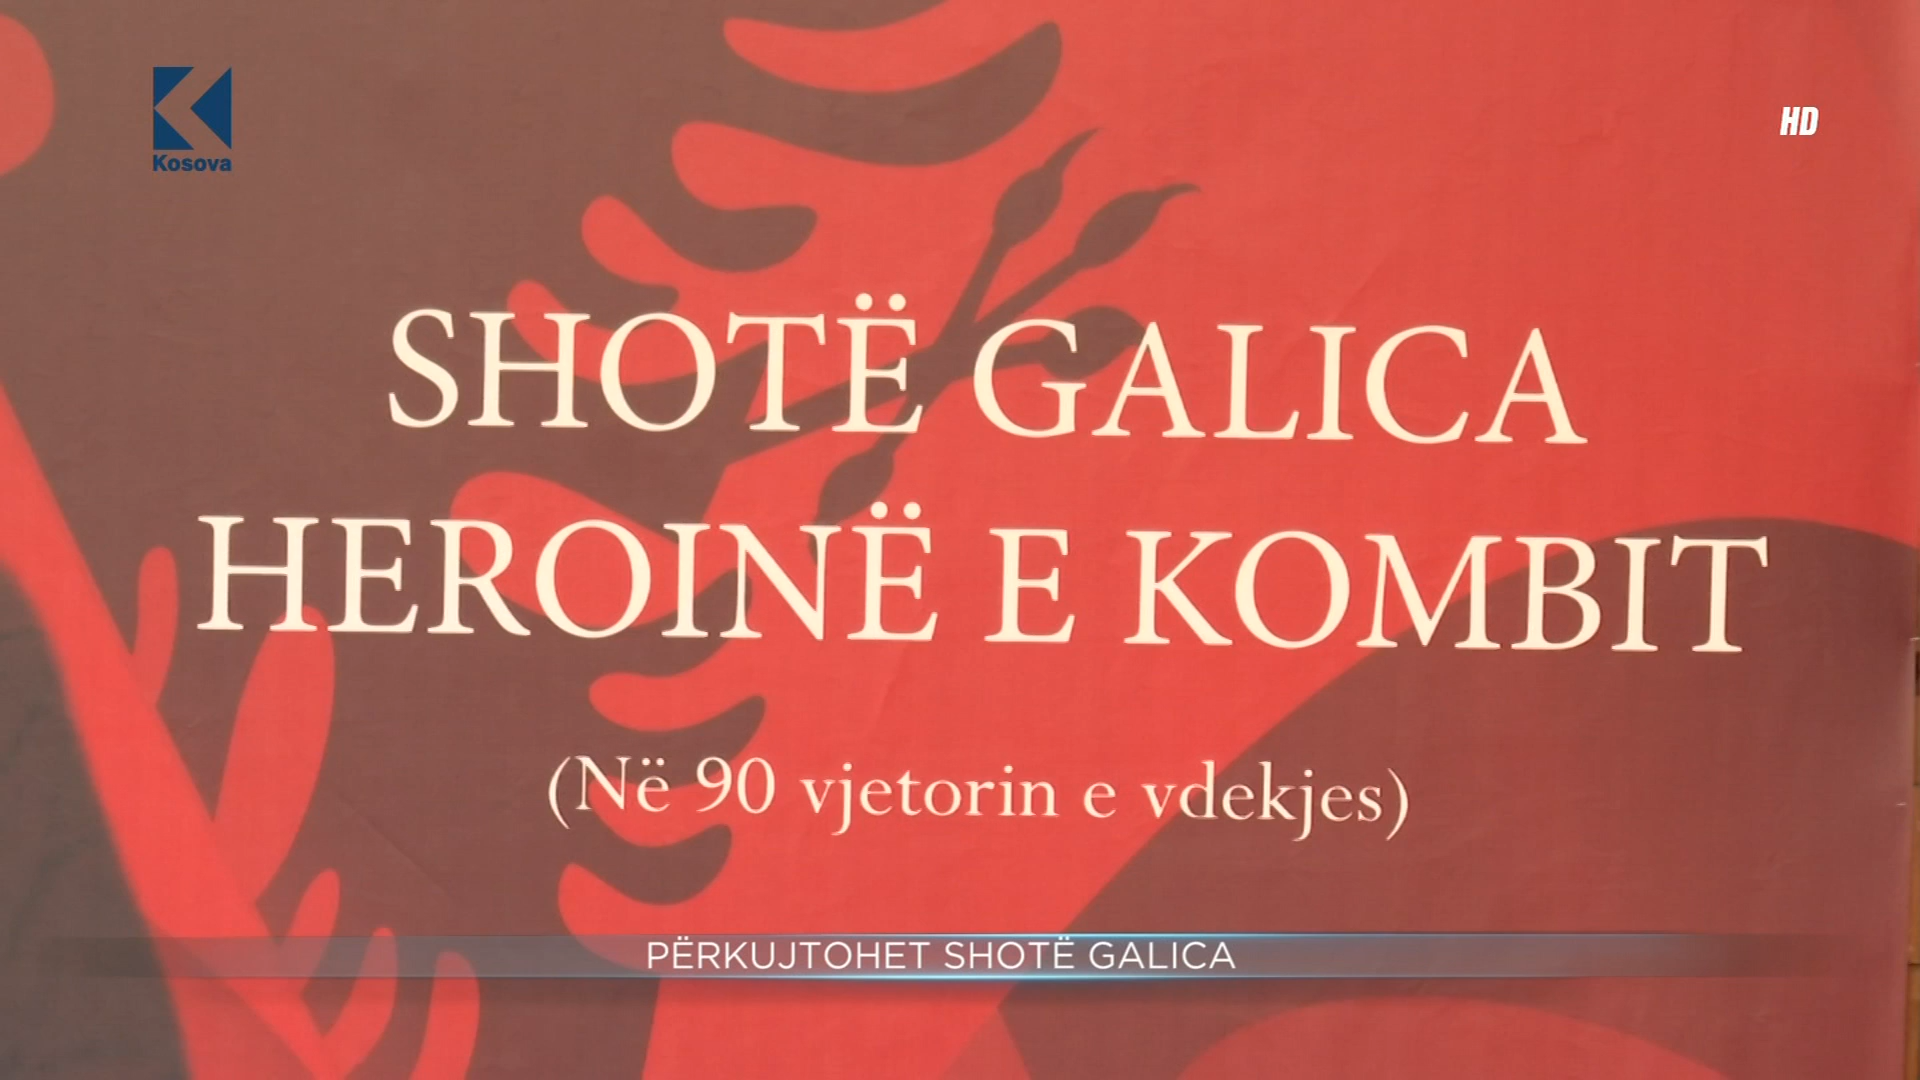 Kosova
HD
SHOTË GALICA
HEROINË E KOMBIT
(Në 90 vjetorin e vdekjes)
PËRKUJTOHET SHOTË GALICA